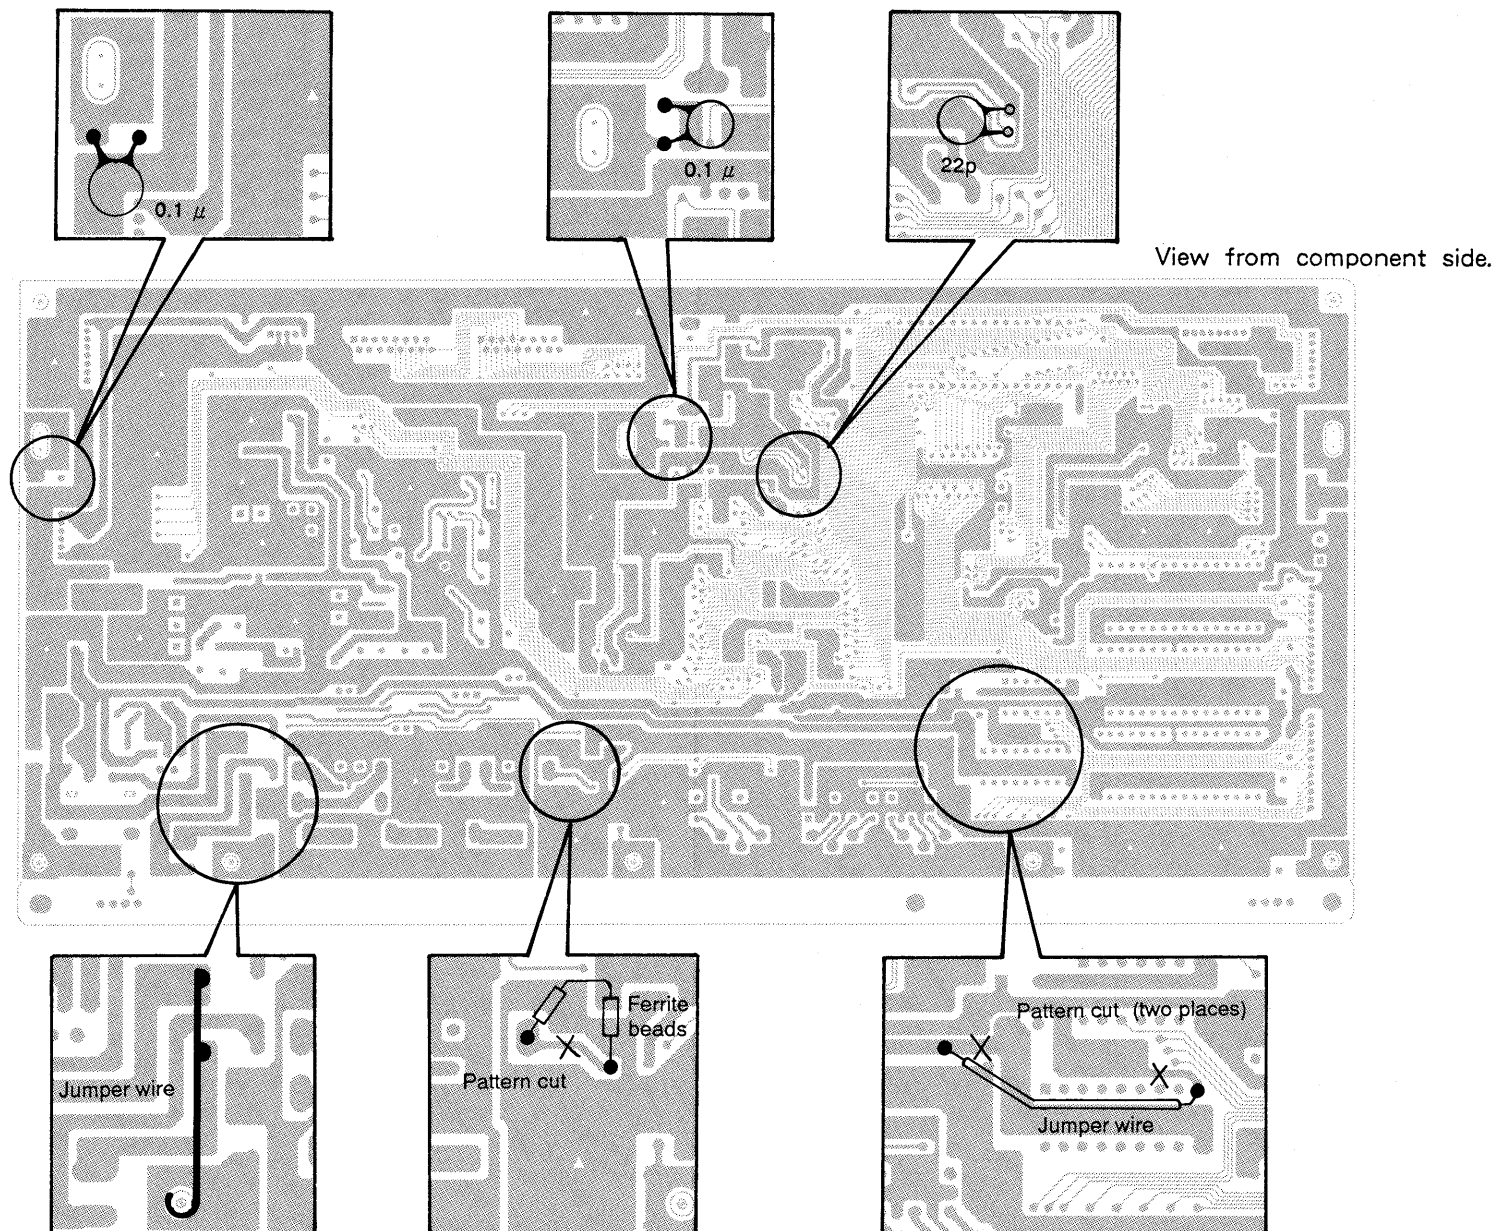 0.1 μ
0.1 μ
22p
View from component side.
Jumper wire
Ferrite
beads
Pattern cut
Pattern cut (two places)
Jumper wire